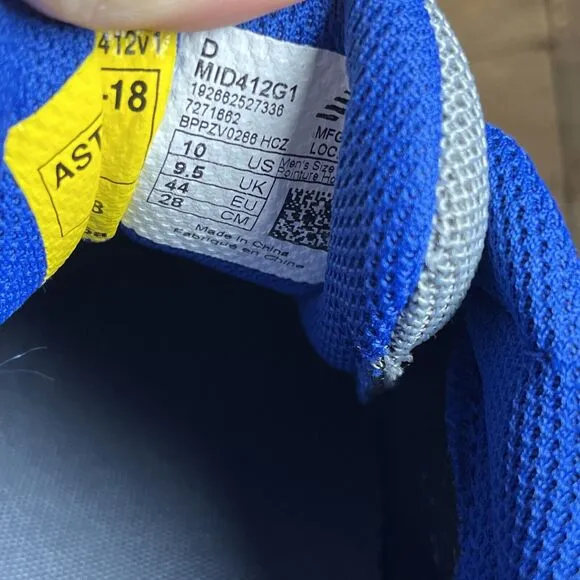 412V1
-18
AST
D
MID412G1
192662527336
7271662
BPPZV0286 HCZ
MFG
LOC
10 US Men's Size
Pointure Ho
9.5 UK
44 EU
28 CM
Made in China
Fabriqué en Chine